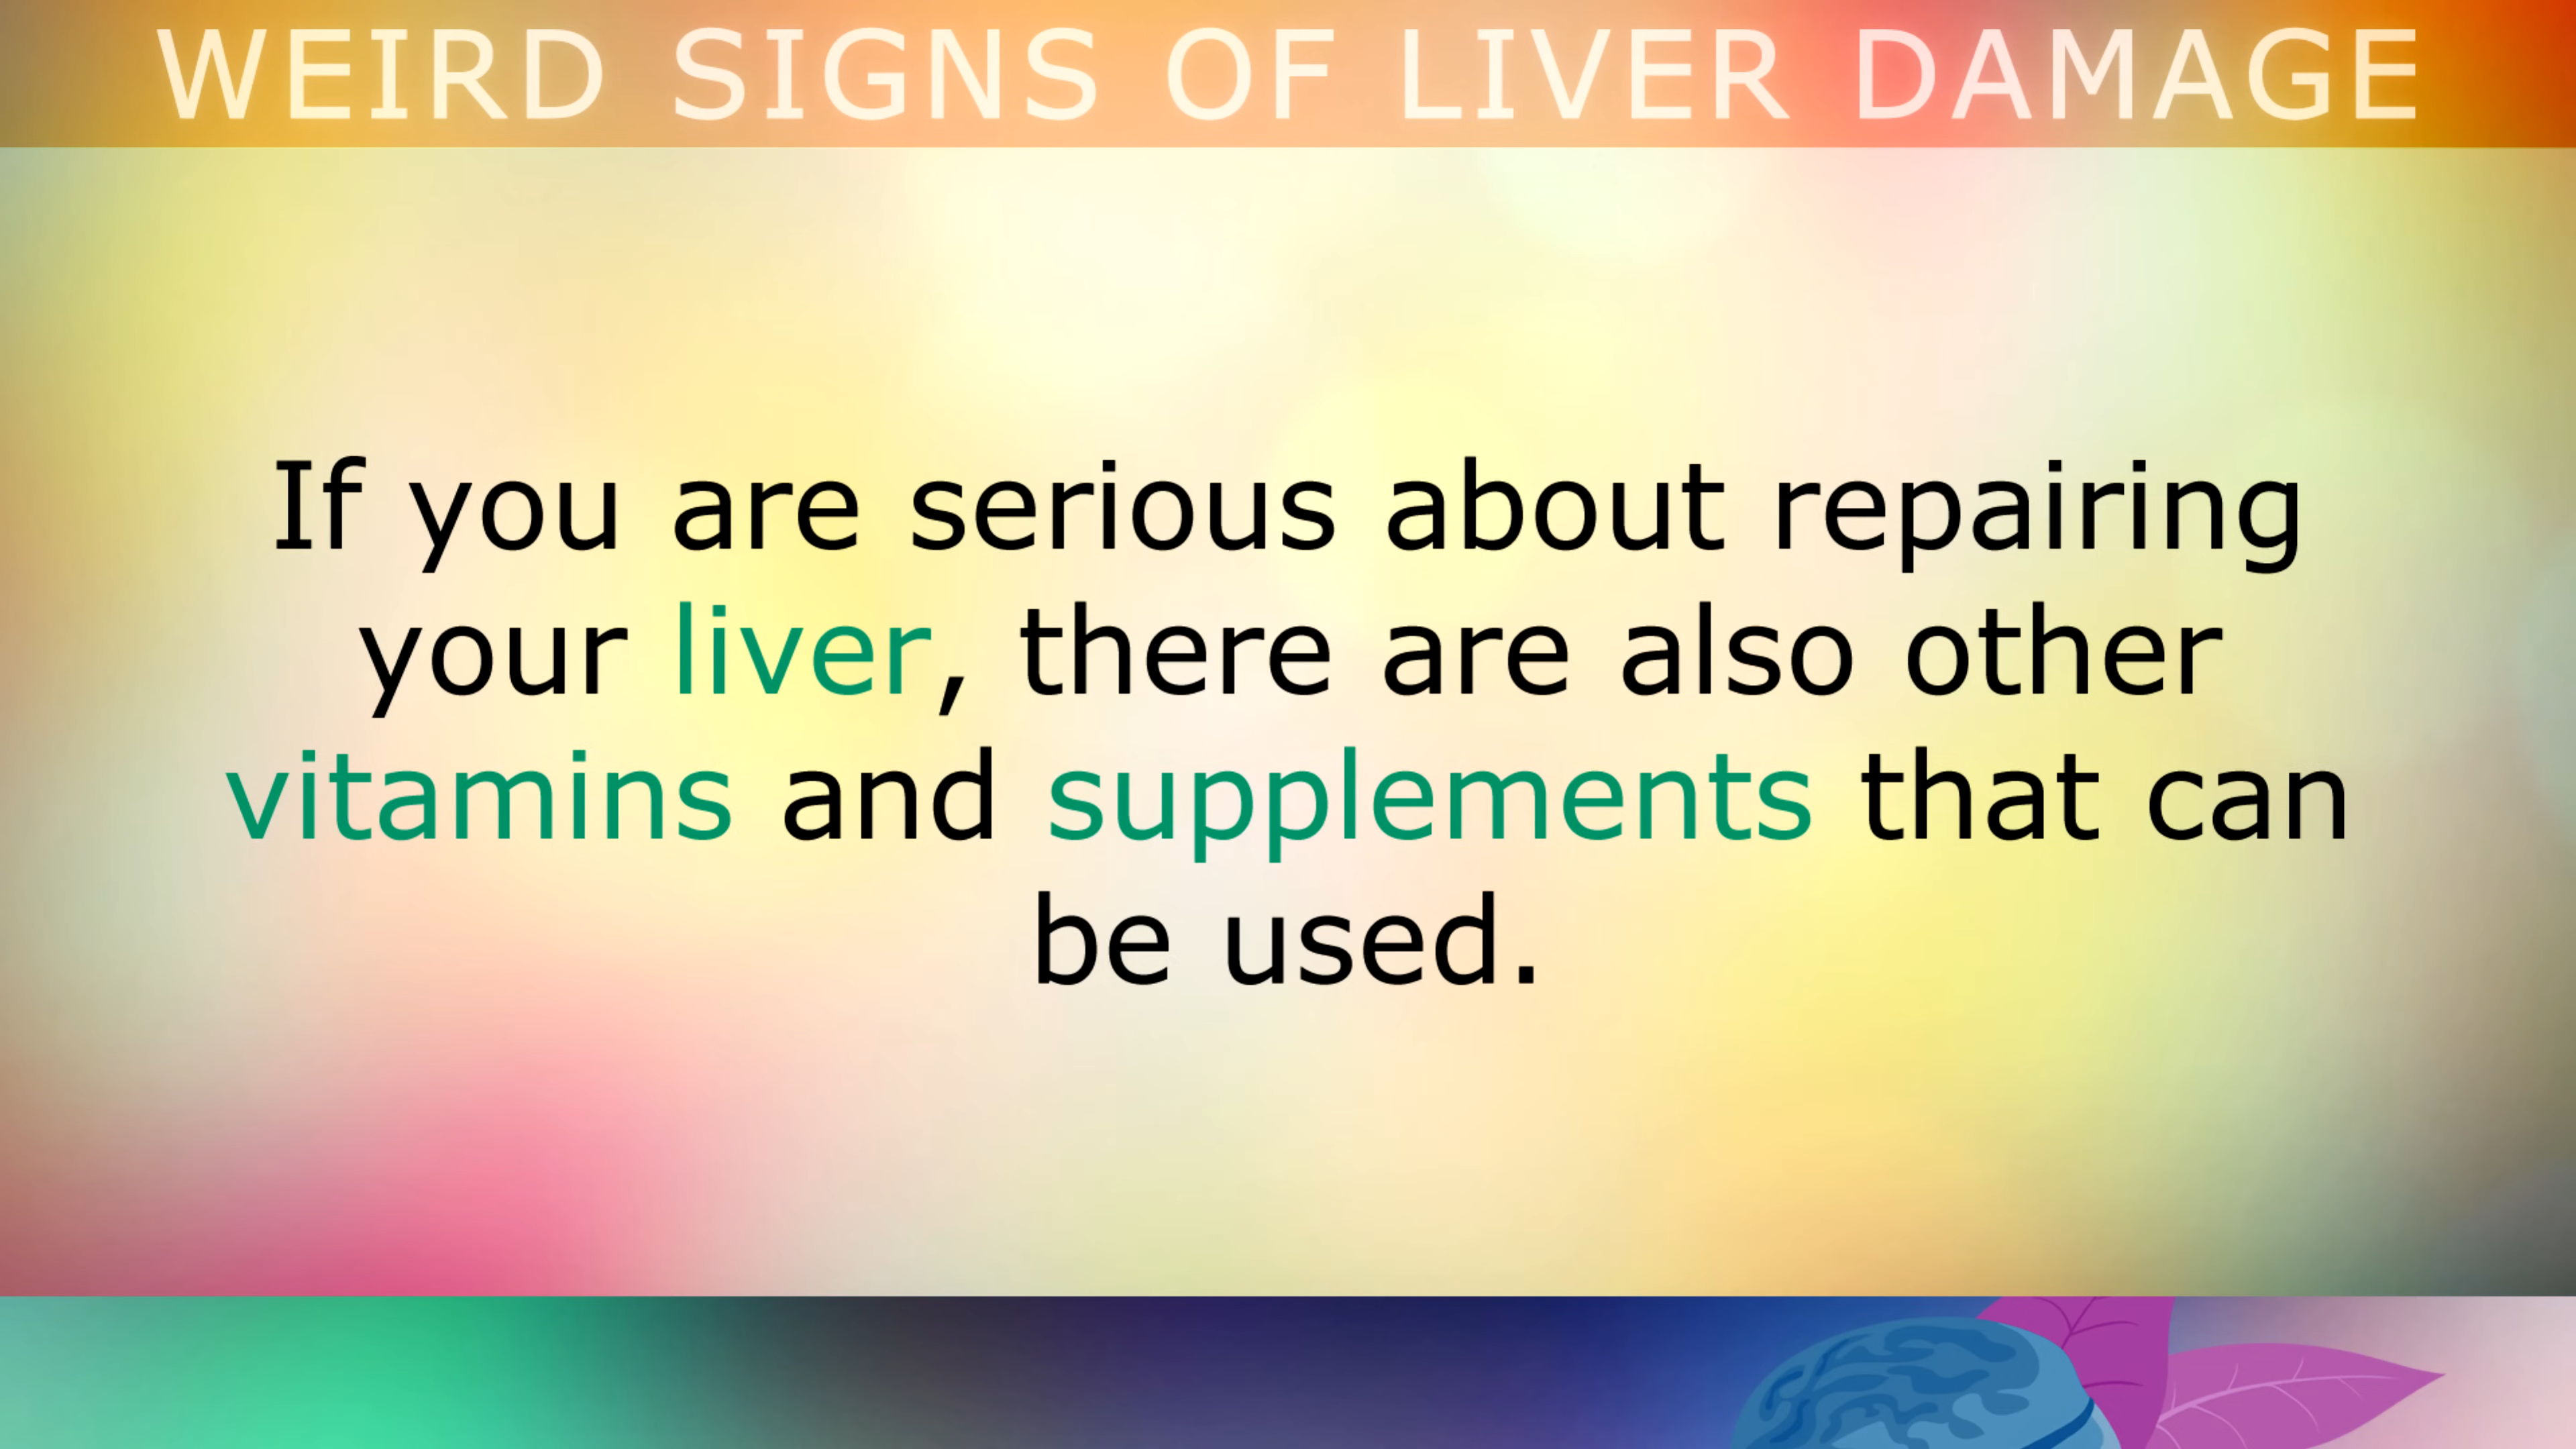 WEIRD SIGNS OF LIVER DAMAGE
If you are serious about repairing
your liver, there are also other
vitamins and supplements that can
be used.